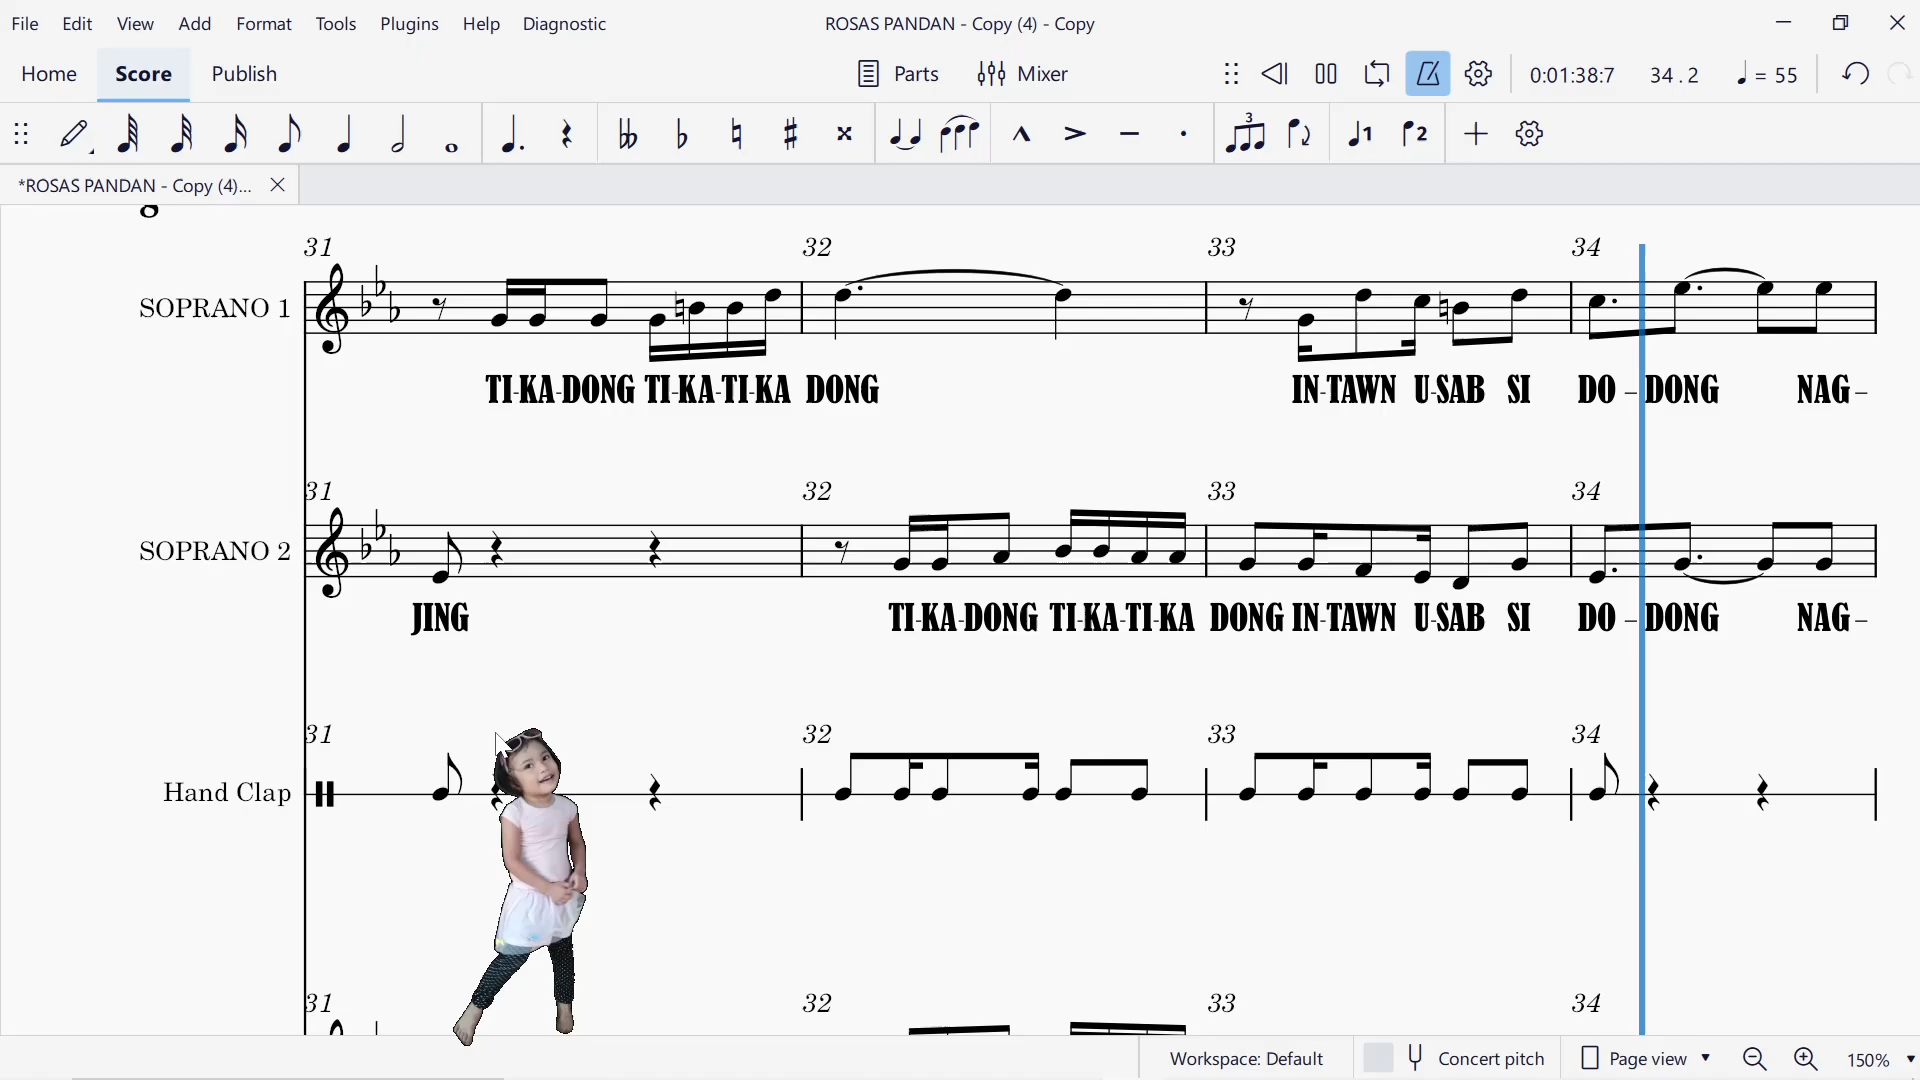 File Edit View Add Format Tools Plugins Help Diagnostic
ROSAS PANDAN - Copy (4) - Copy
Home Score Publish
Parts Mixer
0:01:38:7 34 . 2 = 55
3 1 2
*ROSAS PANDAN - Copy (4)...
8
31 32 33 34
SOPRANO 1
TI-KA-DONG TI-KA-TI-KA DONG IN-TAWN U-SAB SI DO - DONG NAG -
31 32 33 34
SOPRANO 2
JING TI-KA-DONG TI-KA-TI-KA DONG IN-TAWN U-SAB SI DO - DONG NAG -
31 32 33 34
Hand Clap
31 32 33 34
Workspace: Default Concert pitch Page view 150%